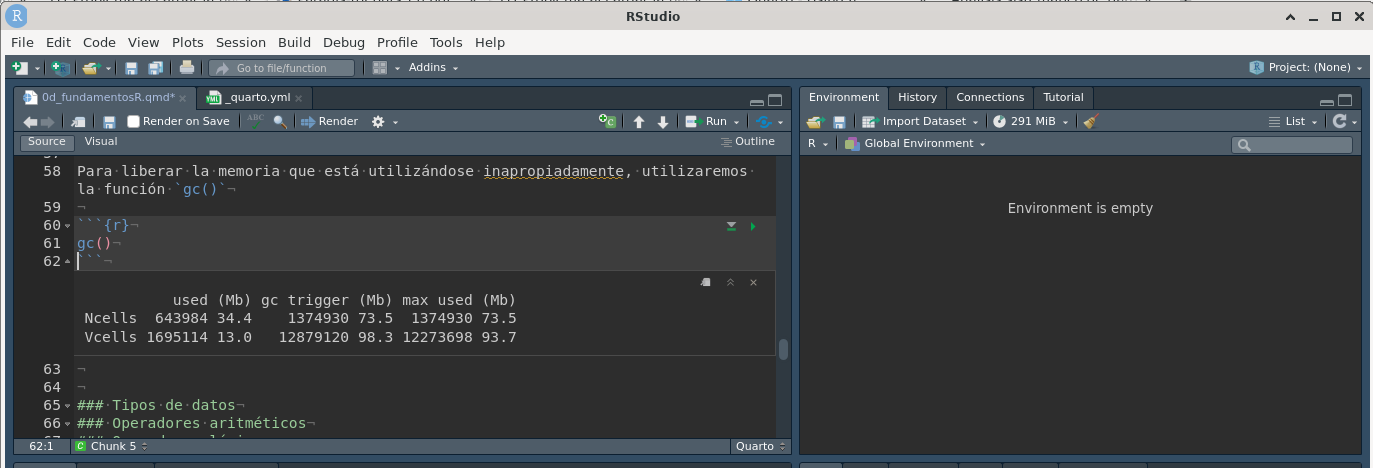 RStudio
File Edit Code View Plots Session Build Debug Profile Tools Help
Go to file/function Addins Project: (None)
0d_fundamentosR.qmd* _quarto.yml
Render on Save ABC Render Run
Source Visual Outline
58 Para liberar la memoria que está utilizándose inapropiadamente, utilizaremos
la función `gc()`¬
59 ¬
60 ```{r}¬
61 gc()¬
62 ```¬
used (Mb) gc trigger (Mb) max used (Mb)
Ncells 643984 34.4 1374930 73.5 1374930 73.5
Vcells 1695114 13.0 12879120 98.3 12273698 93.7
63 ¬
64 ¬
65 ### Tipos de datos¬
66 ### Operadores aritméticos¬
62:1 Chunk 5 Quarto
Environment History Connections Tutorial
Import Dataset 291 MiB List
R Global Environment
Environment is empty